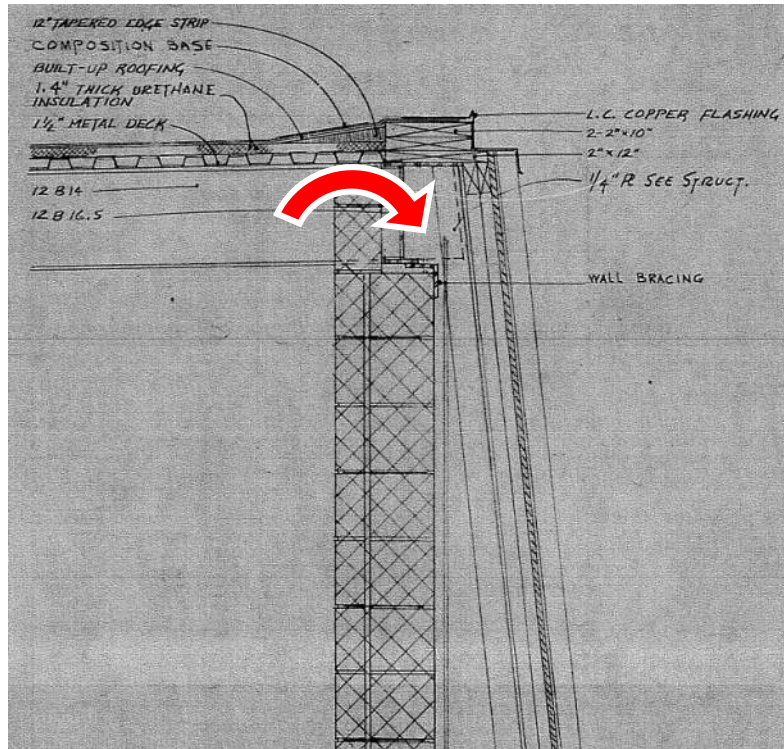 12" TAPERED EDGE STRIP
COMPOSITION BASE
BUILT-UP ROOFING
1.4" THICK URETHANE
INSULATION
1½" METAL DECK
12 B 14
12 B 16.5
L.C. COPPER FLASHING
2-2"x10"
2"x12"
1/4" PL SEE STRUCT.
WALL BRACING